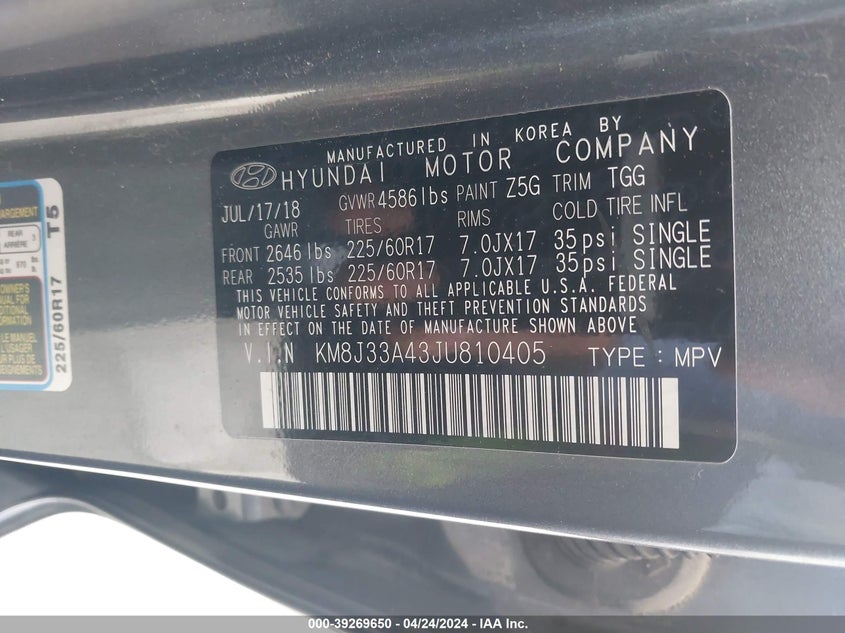 MANUFACTURED IN KOREA BY
HYUNDAI MOTOR COMPANY
JUL/17/18 GVWR 4586 lbs PAINT Z5G TRIM TGG
GAWR TIRES RIMS COLD TIRE INFL
FRONT 2646 lbs 225/60R17 7.0JX17 35psi SINGLE
REAR 2535 lbs 225/60R17 7.0JX17 35psi SINGLE
THIS VEHICLE CONFORMS TO ALL APPLICABLE U.S.A. FEDERAL
MOTOR VEHICLE SAFETY AND THEFT PREVENTION STANDARDS
IN EFFECT ON THE DATE OF MANUFACTURE SHOWN ABOVE
V.I.N KM8J33A43JU810405 TYPE : MPV
REAR
ARRIÈRE 3
970
225/60R17 T5
000-39269650 - 04/24/2024 - IAA Inc.